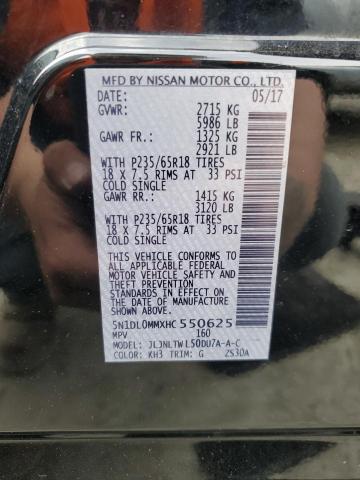 MFD BY NISSAN MOTOR CO., LTD.
DATE: 05/17
GVWR: 2715 KG
5986 LB
GAWR FR.: 1325 KG
2921 LB
WITH P235/65R18 TIRES
18 X 7.5 RIMS AT 33 PSI
COLD SINGLE
GAWR RR.: 1415 KG
3120 LB
WITH P235/65R18 TIRES
18 X 7.5 RIMS AT 33 PSI
COLD SINGLE
THIS VEHICLE CONFORMS TO
ALL APPLICABLE FEDERAL
MOTOR VEHICLE SAFETY AND
THEFT PREVENTION
STANDARDS IN EFFECT ON THE
DATE OF MANUFACTURE
SHOWN ABOVE.
5N1DL0MMXHC550625
MPV 160
MODEL: JLJNLTWL50DU7A-A-C
COLOR: KH3 TRIM: G ZS30A